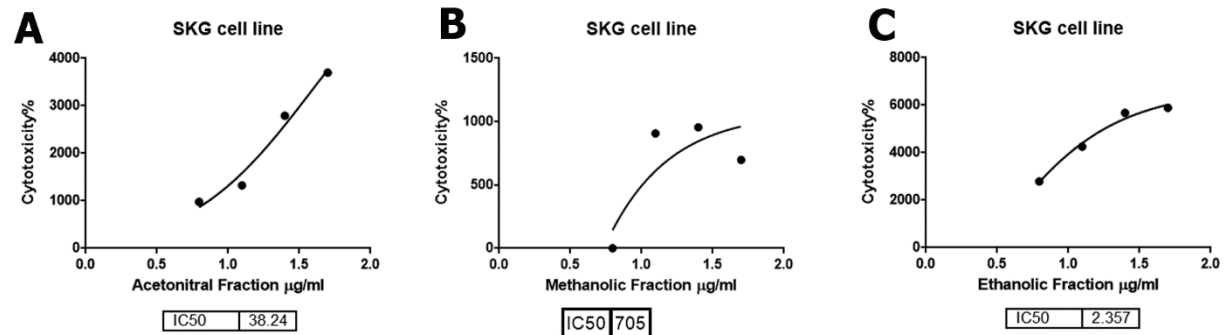 A
SKG cell line
Cytotoxicity%
4000
3000
2000
1000
0
0.0 0.5 1.0 1.5 2.0
Acetonitral Fraction µg/ml
IC50 38.24
B
SKG cell line
Cytotoxicity%
1500
1000
500
0
0.0 0.5 1.0 1.5 2.0
Methanolic Fraction µg/ml
IC50 705
C
SKG cell line
Cytotoxicity%
8000
6000
4000
2000
0
0.0 0.5 1.0 1.5 2.0
Ethanolic Fraction µg/ml
IC50 2.357